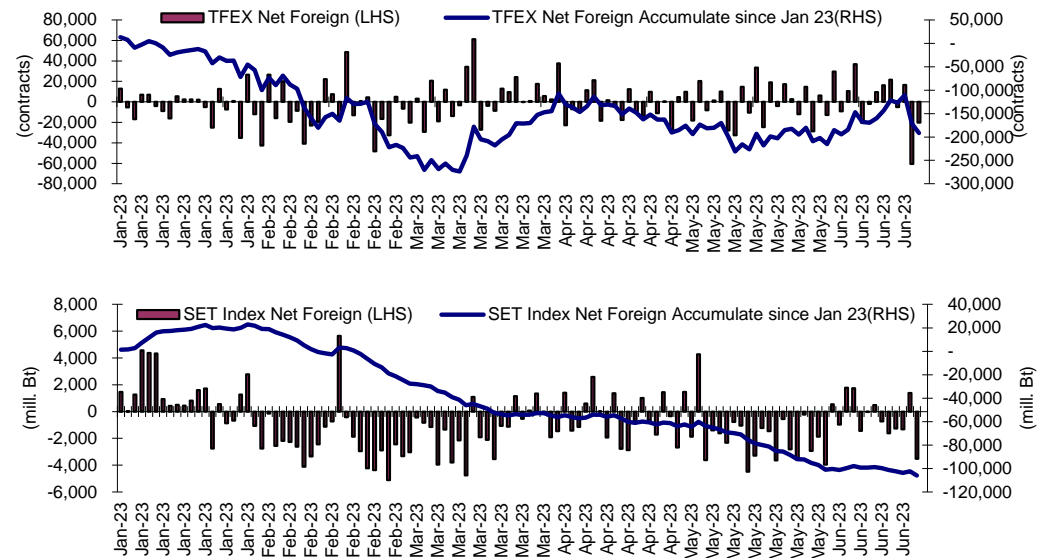 TFEX Net Foreign (LHS)
TFEX Net Foreign Accumulate since Jan 23(RHS)
80,000
60,000
40,000
20,000
0
-20,000
-40,000
-60,000
-80,000
(contracts)
50,000
-
-50,000
-100,000
-150,000
-200,000
-250,000
-300,000
(contracts)
Jan-23
Jan-23
Jan-23
Jan-23
Jan-23
Jan-23
Jan-23
Feb-23
Feb-23
Feb-23
Feb-23
Feb-23
Feb-23
Mar-23
Mar-23
Mar-23
Mar-23
Mar-23
Mar-23
Mar-23
Mar-23
Apr-23
Apr-23
Apr-23
Apr-23
Apr-23
Apr-23
May-23
May-23
May-23
May-23
May-23
May-23
May-23
Jun-23
Jun-23
Jun-23
Jun-23
SET Index Net Foreign (LHS)
SET Index Net Foreign Accumulate since Jan 23(RHS)
8,000
6,000
4,000
2,000
0
-2,000
-4,000
-6,000
(mill. Bt)
40,000
20,000
-
-20,000
-40,000
-60,000
-80,000
-100,000
-120,000
(mill. Bt)
Jan-23
Jan-23
Jan-23
Jan-23
Jan-23
Jan-23
Jan-23
Feb-23
Feb-23
Feb-23
Feb-23
Feb-23
Feb-23
Mar-23
Mar-23
Mar-23
Mar-23
Mar-23
Mar-23
Mar-23
Mar-23
Apr-23
Apr-23
Apr-23
Apr-23
Apr-23
Apr-23
May-23
May-23
May-23
May-23
May-23
May-23
May-23
Jun-23
Jun-23
Jun-23
Jun-23